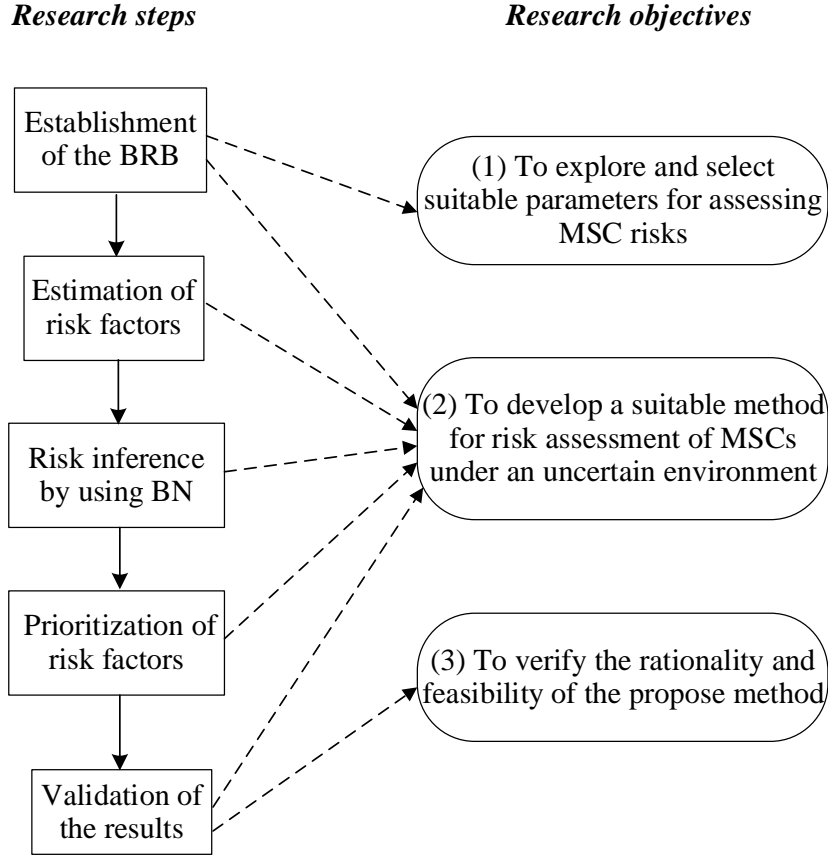 Research steps
Research objectives
Establishment
of the BRB
(1) To explore and select
suitable parameters for assessing
MSC risks
Estimation of
risk factors
(2) To develop a suitable method
for risk assessment of MSCs
under an uncertain environment
Risk inference
by using BN
Prioritization of
risk factors
(3) To verify the rationality and
feasibility of the propose method
Validation of
the results